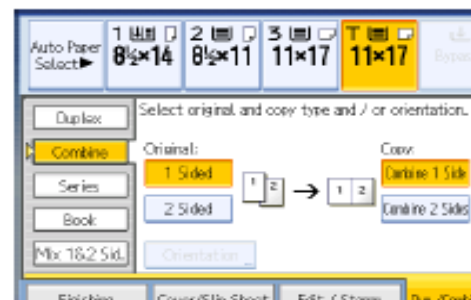 Auto Paper Select▶
1 8½×14
2 8½×11
3 11×17
T 11×17
Bypass
Select original and copy type and / or orientation.
Duplex
Combine
Series
Book
Mix 1&2 Sid.
Original:
1 Sided
2 Sided
Orientation
1 2 → 1 2
Copy:
Combine 1 Side
Combine 2 Sides
Finishing
Cover/Slip Sheet
Edit / Stamp